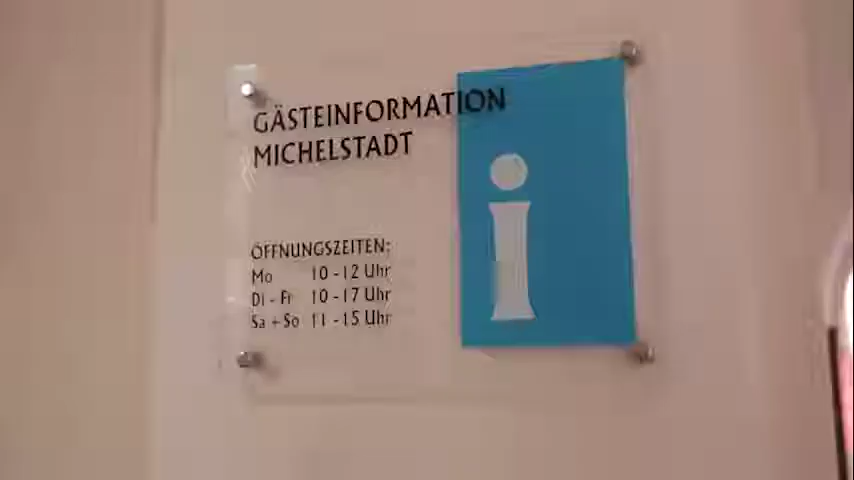 GÄSTEINFORMATION
MICHELSTADT
i
ÖFFNUNGSZEITEN:
Mo 10 - 12 Uhr
Di - Fr 10 - 17 Uhr
Sa + So 11 - 15 Uhr